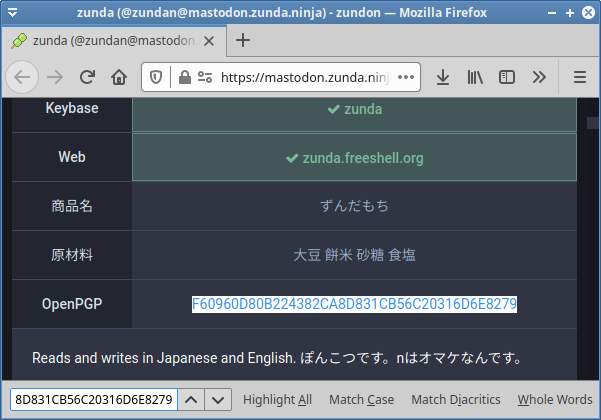 zunda (@zundan@mastodon.zunda.ninja) - zundon — Mozilla Firefox
zunda (@zundan@mastodon
https://mastodon.zunda.ninj
Keybase
✔ zunda
Web
✔ zunda.freeshell.org
商品名
ずんだもち
原材料
大豆 餅米 砂糖 食塩
OpenPGP
F60960D80B224382CA8D831CB56C20316D6E8279
Reads and writes in Japanese and English. ぽんこつです。nはオマケなんです。
8D831CB56C20316D6E8279
Highlight All
Match Case
Match Diacritics
Whole Words